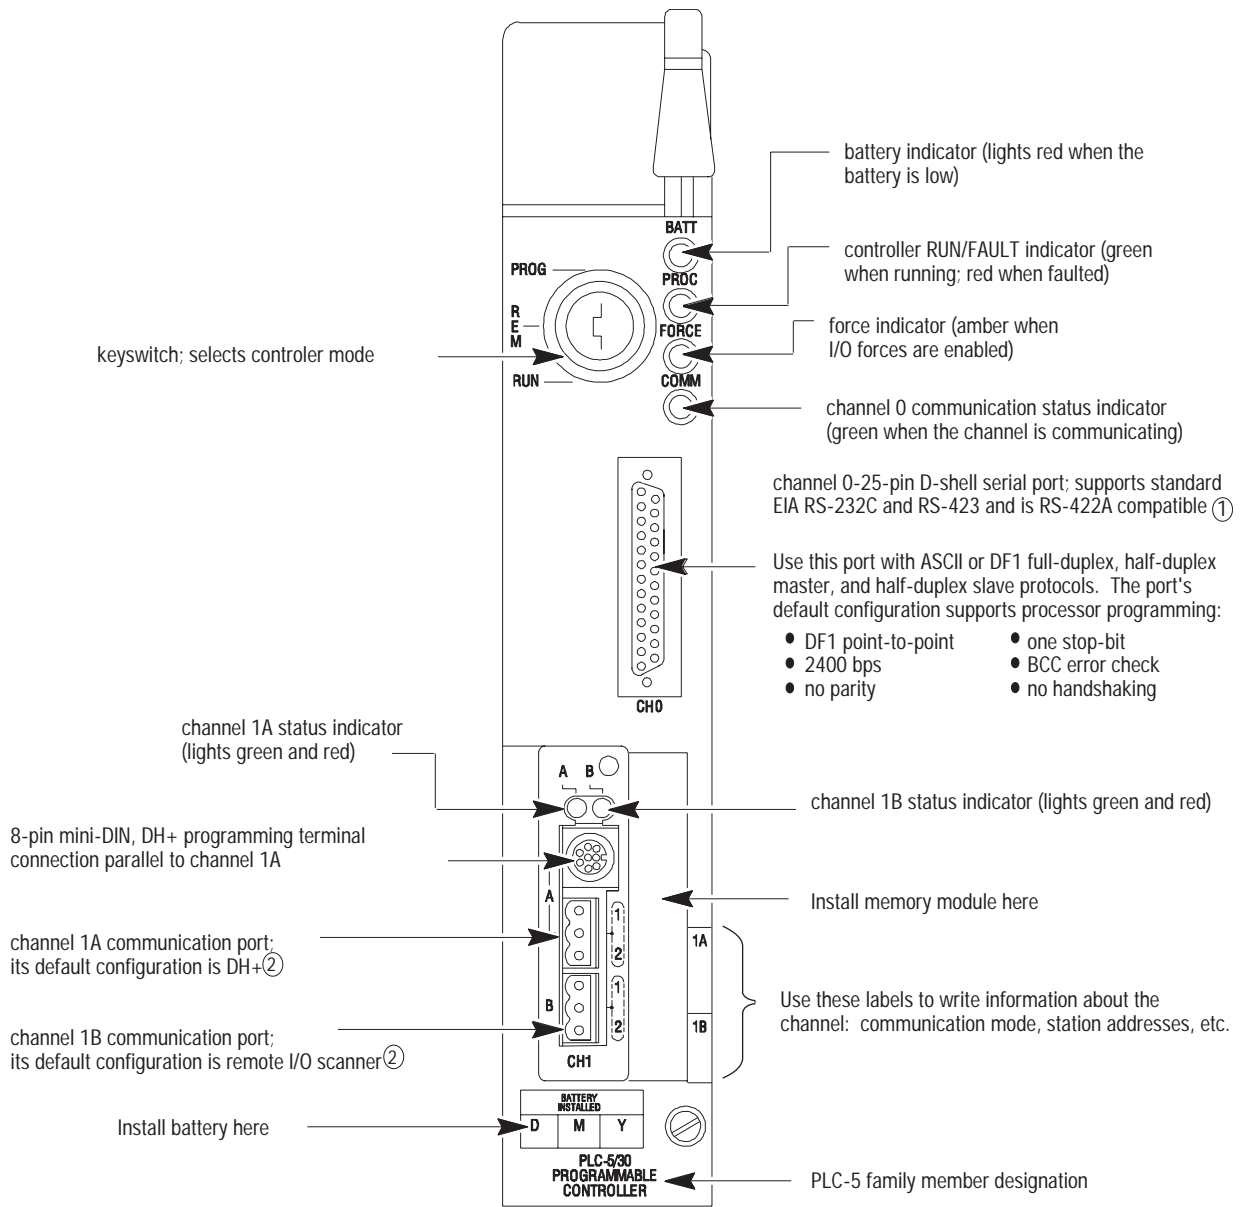 battery indicator (lights red when the
battery is low)
BATT
controller RUN/FAULT indicator (green
when running; red when faulted)
PROG
PROC
R
E
M
force indicator (amber when
I/O forces are enabled)
FORCE
keyswitch; selects controler mode
RUN
COMM
channel 0 communication status indicator
(green when the channel is communicating)
channel 0-25-pin D-shell serial port; supports standard
EIA RS-232C and RS-423 and is RS-422A compatible ①
Use this port with ASCII or DF1 full-duplex, half-duplex
master, and half-duplex slave protocols. The port's
default configuration supports processor programming:
• DF1 point-to-point
• 2400 bps
• no parity
• one stop-bit
• BCC error check
• no handshaking
CH0
channel 1A status indicator
(lights green and red)
A B
channel 1B status indicator (lights green and red)
8-pin mini-DIN, DH+ programming terminal
connection parallel to channel 1A
Install memory module here
A
1
2
1A
channel 1A communication port;
its default configuration is DH+②
B
1
2
1B
Use these labels to write information about the
channel: communication mode, station addresses, etc.
channel 1B communication port;
its default configuration is remote I/O scanner②
CH1
BATTERY
INSTALLED
D M Y
Install battery here
PLC-5/30
PROGRAMMABLE
CONTROLLER
PLC-5 family member designation